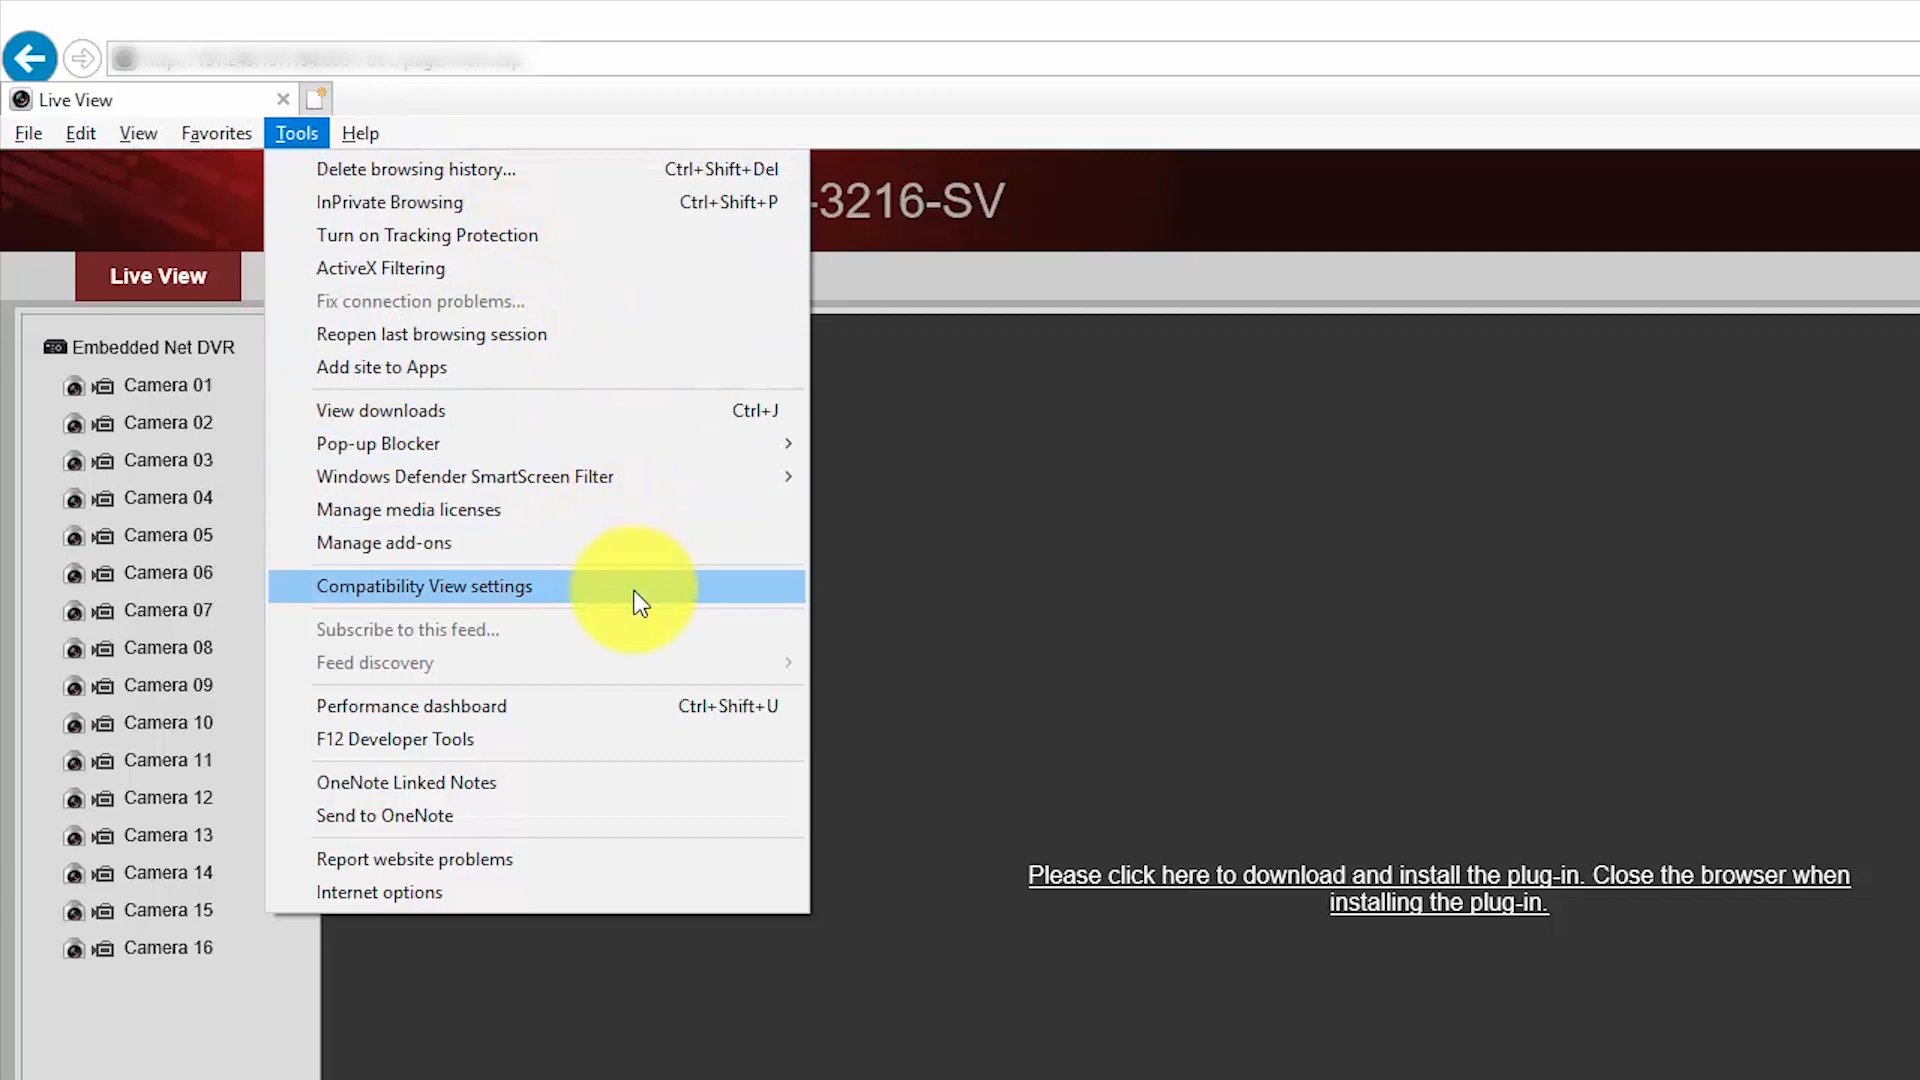 Live View
File Edit View Favorites Tools Help
-3216-SV
Live View
Delete browsing history... Ctrl+Shift+Del
InPrivate Browsing Ctrl+Shift+P
Turn on Tracking Protection
ActiveX Filtering
Fix connection problems...
Reopen last browsing session
Add site to Apps
View downloads Ctrl+J
Pop-up Blocker
Windows Defender SmartScreen Filter
Manage media licenses
Manage add-ons
Compatibility View settings
Subscribe to this feed...
Feed discovery
Performance dashboard Ctrl+Shift+U
F12 Developer Tools
OneNote Linked Notes
Send to OneNote
Report website problems
Internet options
Embedded Net DVR
Camera 01
Camera 02
Camera 03
Camera 04
Camera 05
Camera 06
Camera 07
Camera 08
Camera 09
Camera 10
Camera 11
Camera 12
Camera 13
Camera 14
Camera 15
Camera 16
Please click here to download and install the plug-in. Close the browser when
installing the plug-in.